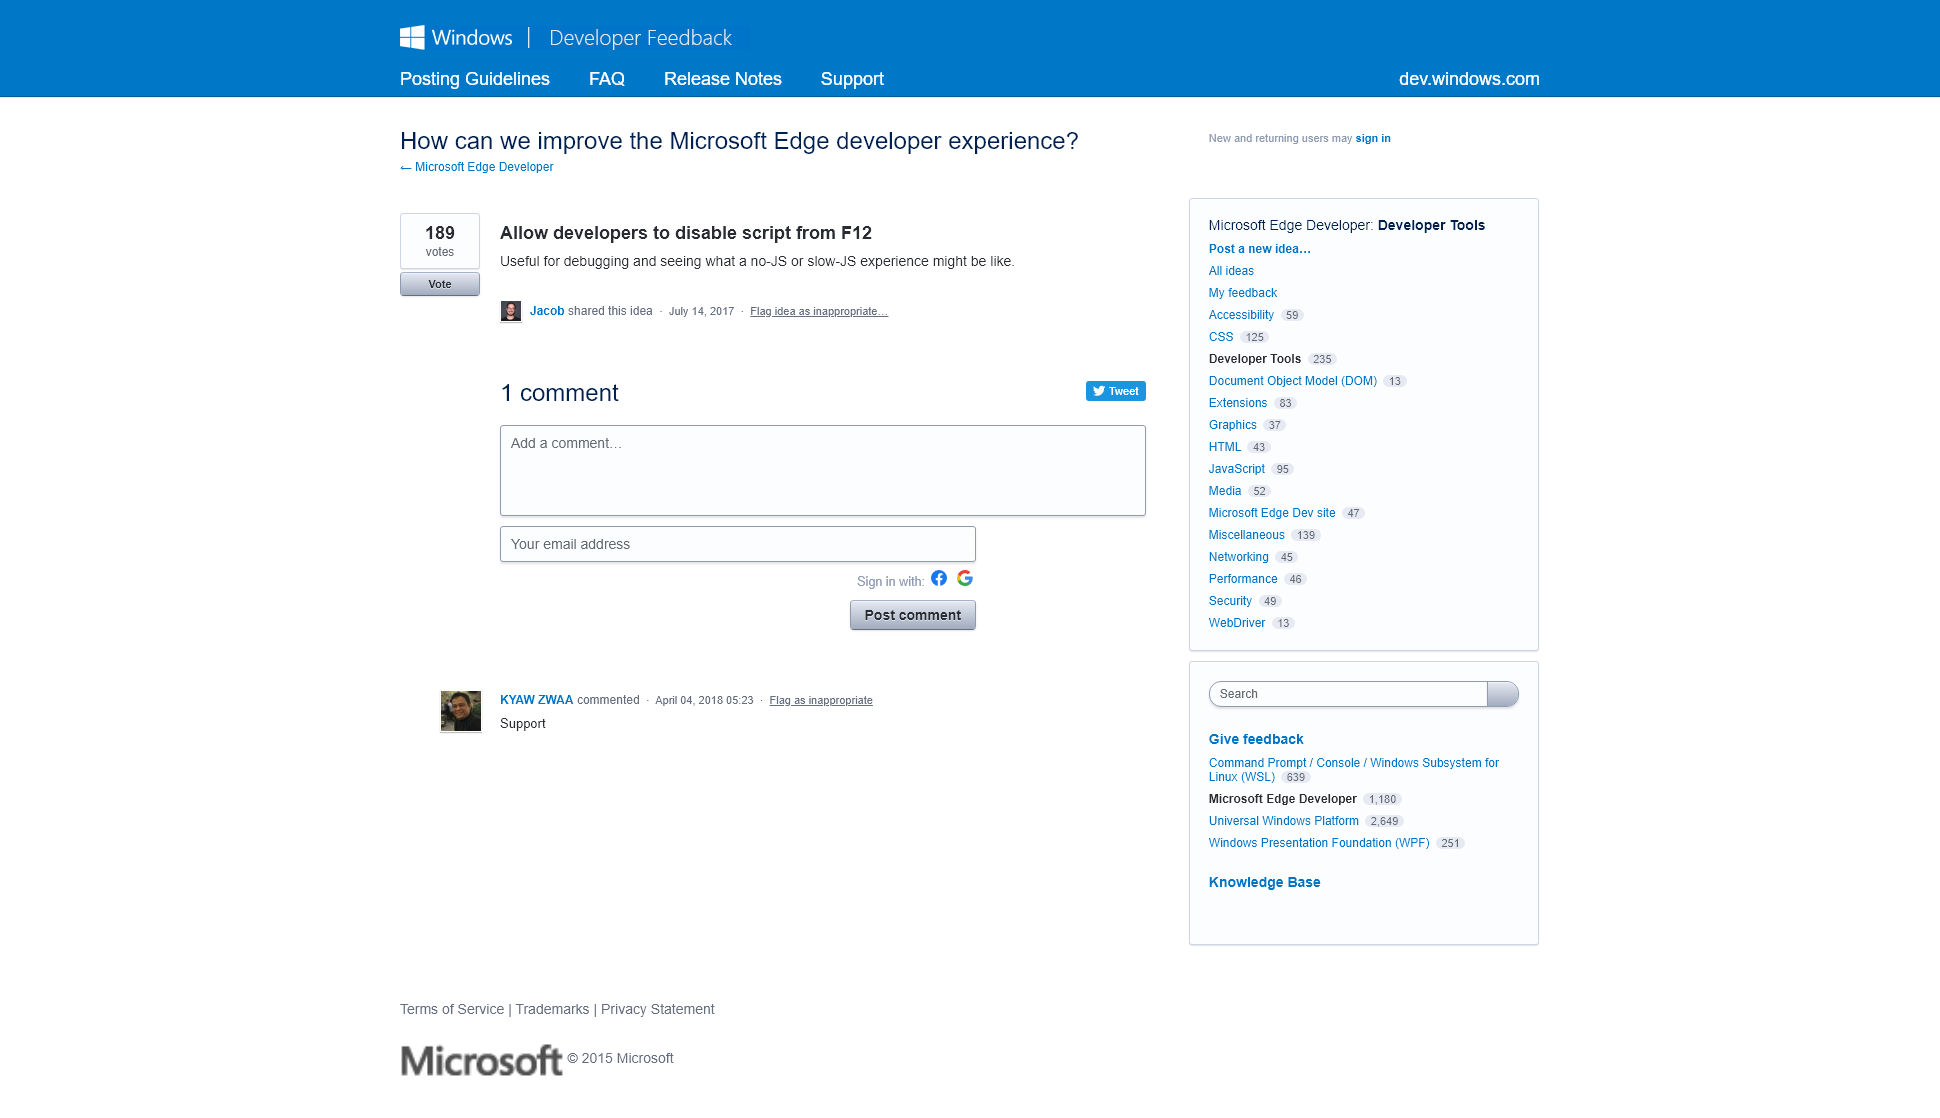 Windows | Developer Feedback
Posting Guidelines FAQ Release Notes Support dev.windows.com
How can we improve the Microsoft Edge developer experience?
← Microsoft Edge Developer
New and returning users may sign in
189
votes
Vote
Allow developers to disable script from F12
Useful for debugging and seeing what a no-JS or slow-JS experience might be like.
Jacob shared this idea · July 14, 2017 · Flag idea as inappropriate…
1 comment
Tweet
Add a comment…
Your email address
Sign in with:
Post comment
KYAW ZWAA commented · April 04, 2018 05:23 · Flag as inappropriate
Support
Microsoft Edge Developer: Developer Tools
Post a new idea…
All ideas
My feedback
Accessibility 59
CSS 125
Developer Tools 235
Document Object Model (DOM) 13
Extensions 83
Graphics 37
HTML 43
JavaScript 95
Media 52
Microsoft Edge Dev site 47
Miscellaneous 139
Networking 45
Performance 46
Security 49
WebDriver 13
Search
Give feedback
Command Prompt / Console / Windows Subsystem for
Linux (WSL) 639
Microsoft Edge Developer 1,180
Universal Windows Platform 2,649
Windows Presentation Foundation (WPF) 251
Knowledge Base
Terms of Service | Trademarks | Privacy Statement
Microsoft © 2015 Microsoft